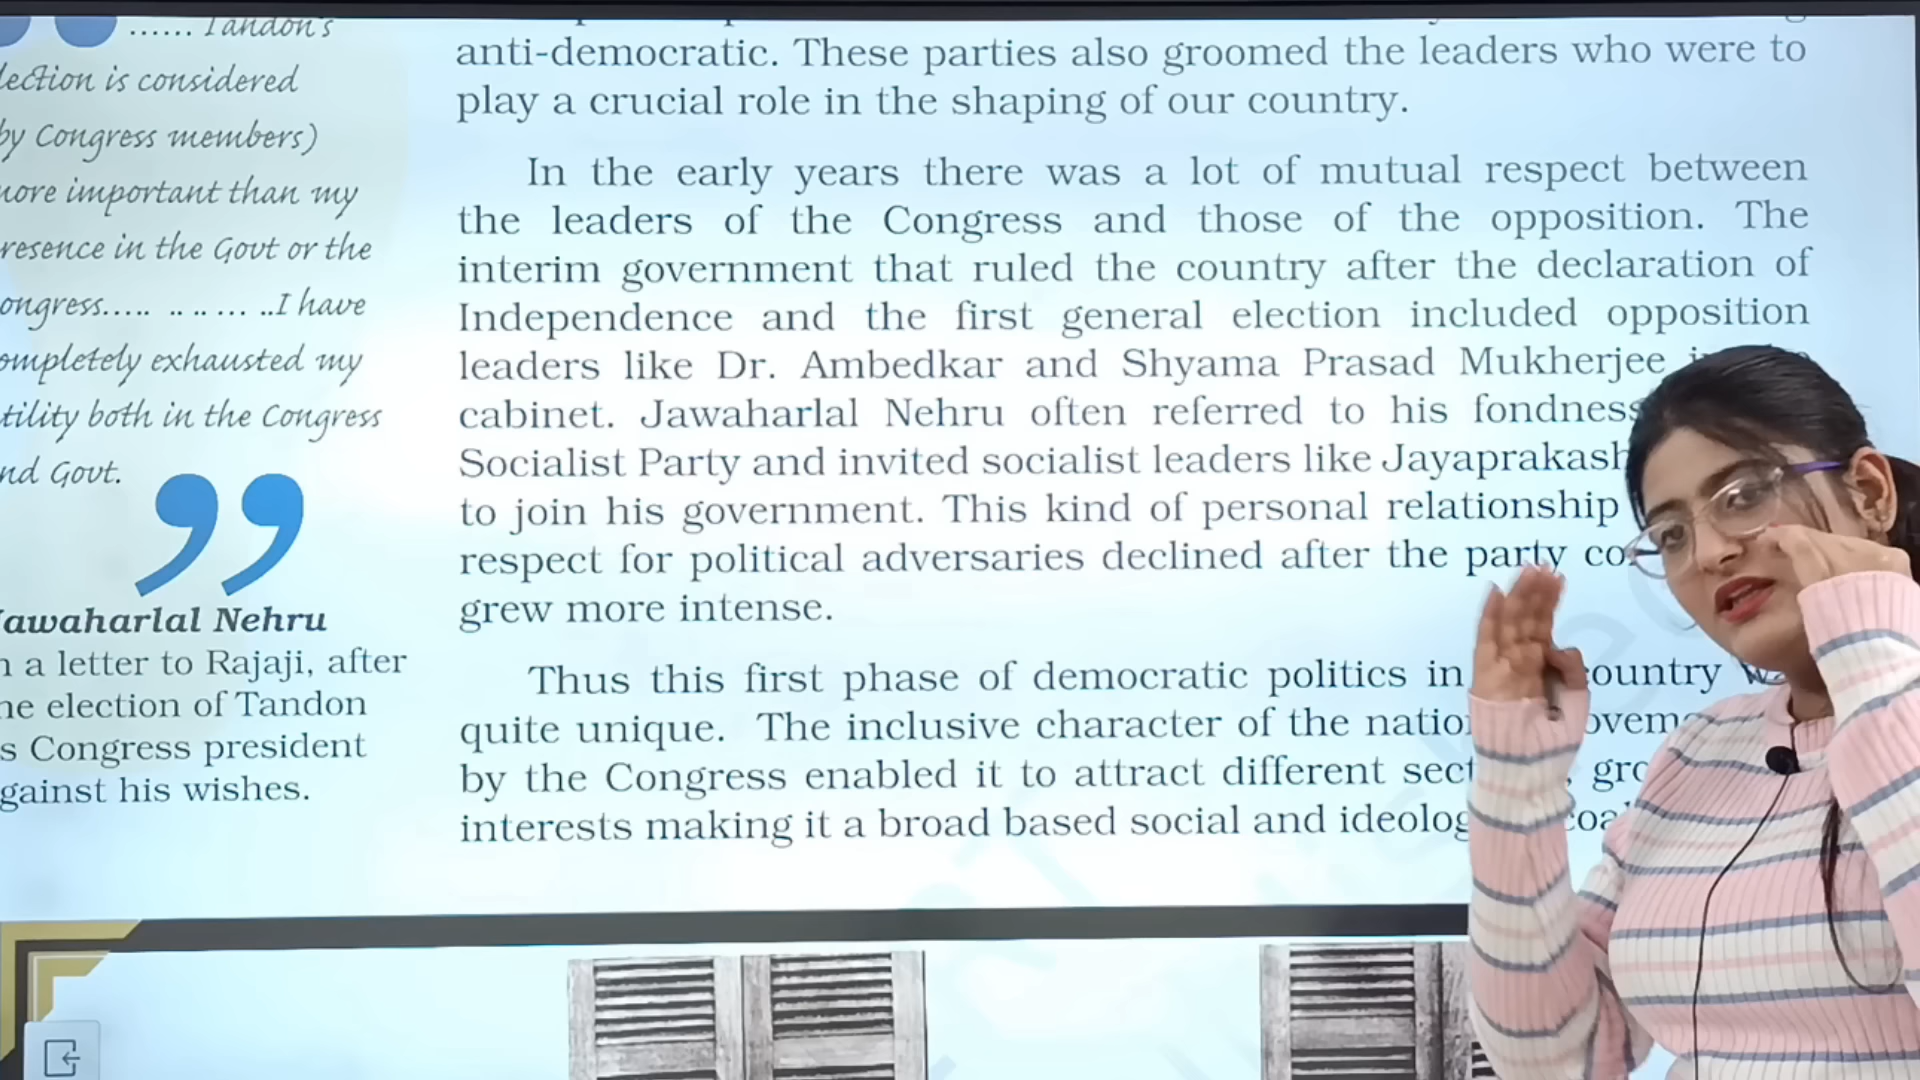 ...... Tandon's
lection is considered
by Congress members)
more important than my
resence in the Govt or the
ongress..... .. .. ... ..I have
ompletely exhausted my
tility both in the Congress
nd Govt.
”
Jawaharlal Nehru
n a letter to Rajaji, after
he election of Tandon
s Congress president
gainst his wishes.
anti-democratic. These parties also groomed the leaders who were to
play a crucial role in the shaping of our country.
In the early years there was a lot of mutual respect between
the leaders of the Congress and those of the opposition. The
interim government that ruled the country after the declaration of
Independence and the first general election included opposition
leaders like Dr. Ambedkar and Shyama Prasad Mukherjee
cabinet. Jawaharlal Nehru often referred to his fondness
Socialist Party and invited socialist leaders like Jayaprakash
to join his government. This kind of personal relationship
respect for political adversaries declined after the party co
grew more intense.
Thus this first phase of democratic politics in country
quite unique. The inclusive character of the natio ovem
by the Congress enabled it to attract different sect , gro
interests making it a broad based social and ideolog coa